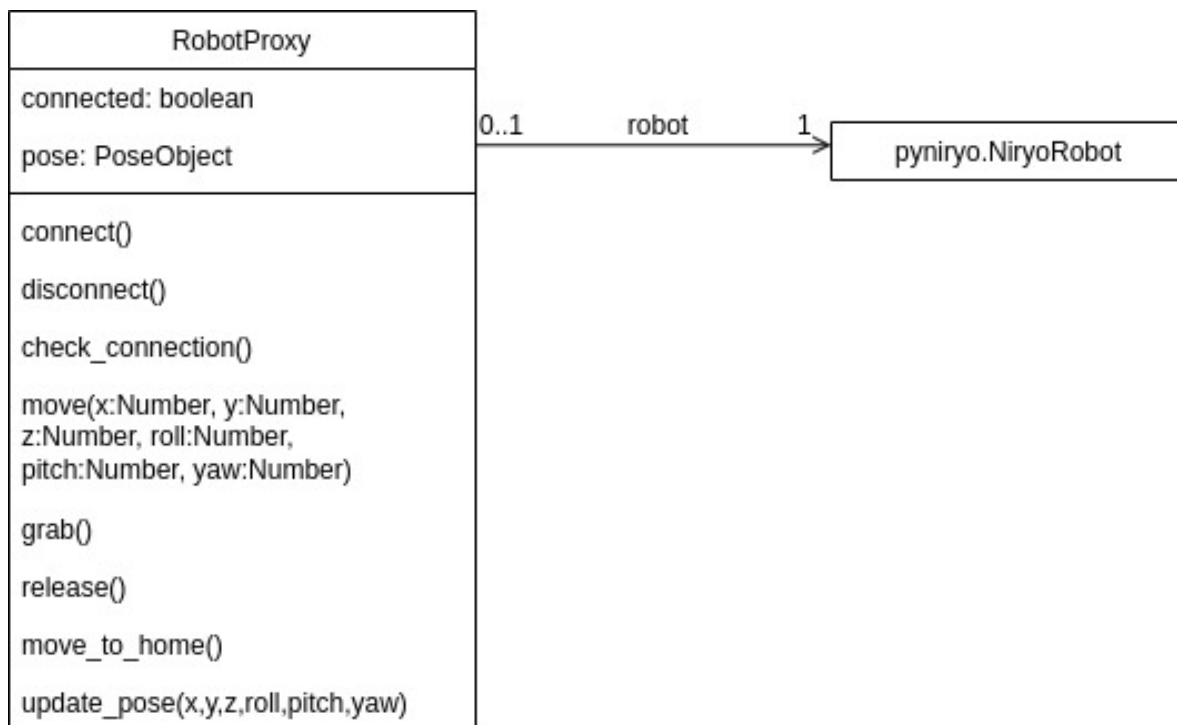 RobotProxy
connected: boolean
pose: PoseObject
0..1 robot 1
pyniryo.NiryoRobot
connect()
disconnect()
check_connection()
move(x:Number, y:Number,
z:Number, roll:Number,
pitch:Number, yaw:Number)
grab()
release()
move_to_home()
update_pose(x,y,z,roll,pitch,yaw)